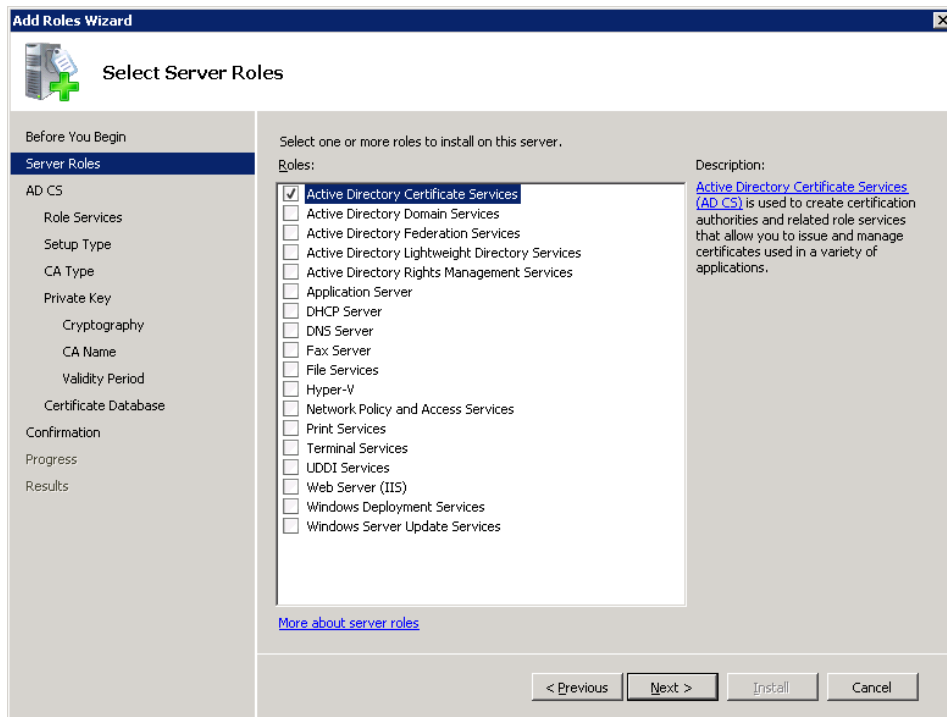 Add Roles Wizard
Select Server Roles
Before You Begin
Server Roles
AD CS
Role Services
Setup Type
CA Type
Private Key
Cryptography
CA Name
Validity Period
Certificate Database
Confirmation
Progress
Results
Select one or more roles to install on this server.
Roles:
Active Directory Certificate Services
Active Directory Domain Services
Active Directory Federation Services
Active Directory Lightweight Directory Services
Active Directory Rights Management Services
Application Server
DHCP Server
DNS Server
Fax Server
File Services
Hyper-V
Network Policy and Access Services
Print Services
Terminal Services
UDDI Services
Web Server (IIS)
Windows Deployment Services
Windows Server Update Services
More about server roles
Description:
Active Directory Certificate Services
(AD CS) is used to create certification
authorities and related role services
that allow you to issue and manage
certificates used in a variety of
applications.
< Previous
Next >
Install
Cancel